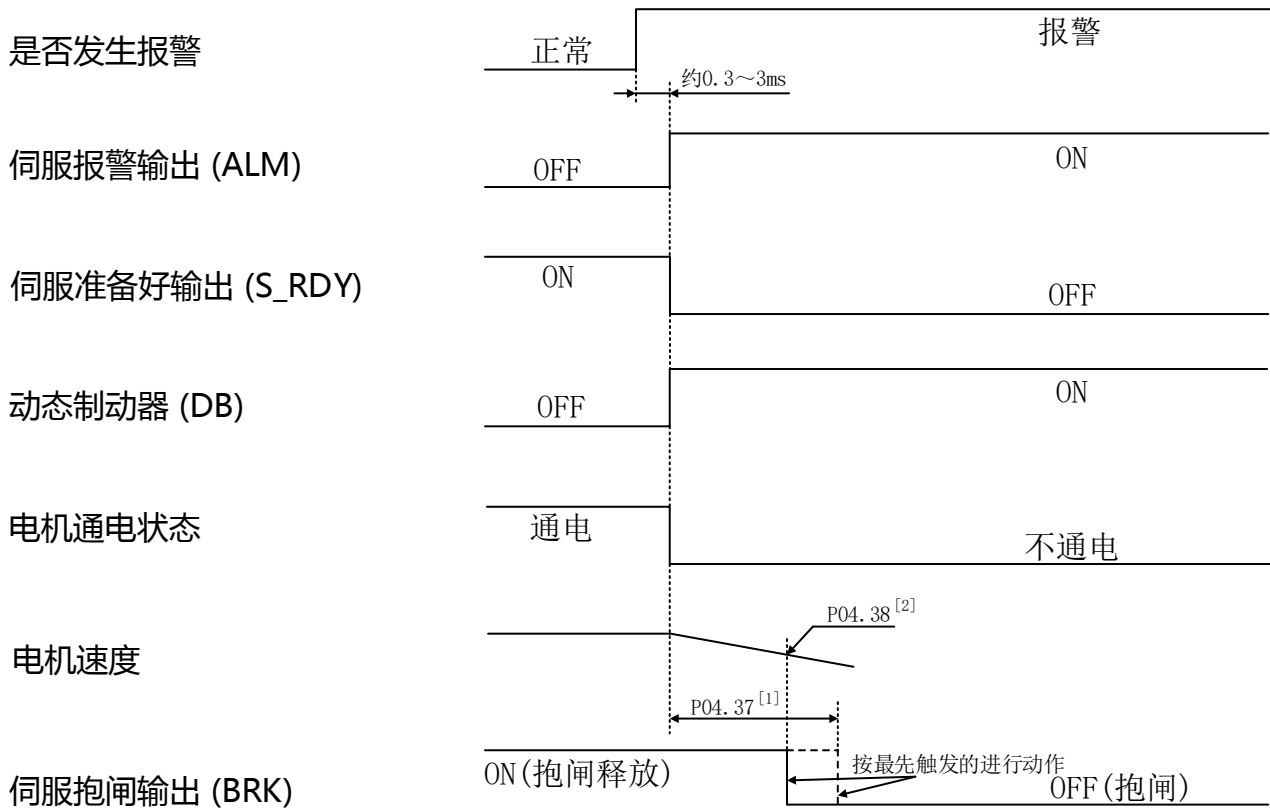 是否发生报警
正常
报警
约0.3～3ms
伺服报警输出 (ALM)
OFF
ON
伺服准备好输出 (S_RDY)
ON
OFF
动态制动器 (DB)
OFF
ON
电机通电状态
通电
不通电
P04.38[2]
电机速度
P04.37[1]
伺服抱闸输出 (BRK)
ON(抱闸释放)
按最先触发的进行动作
OFF(抱闸)